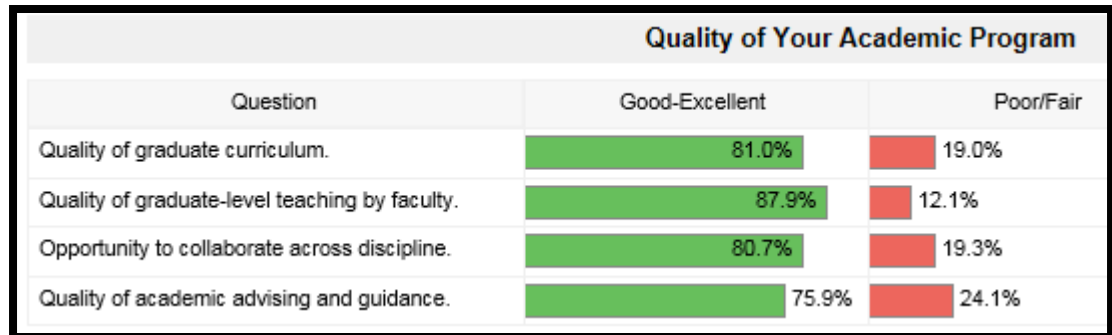 Quality of Your Academic Program
Question Good-Excellent Poor/Fair
Quality of graduate curriculum. 81.0% 19.0%
Quality of graduate-level teaching by faculty. 87.9% 12.1%
Opportunity to collaborate across discipline. 80.7% 19.3%
Quality of academic advising and guidance. 75.9% 24.1%